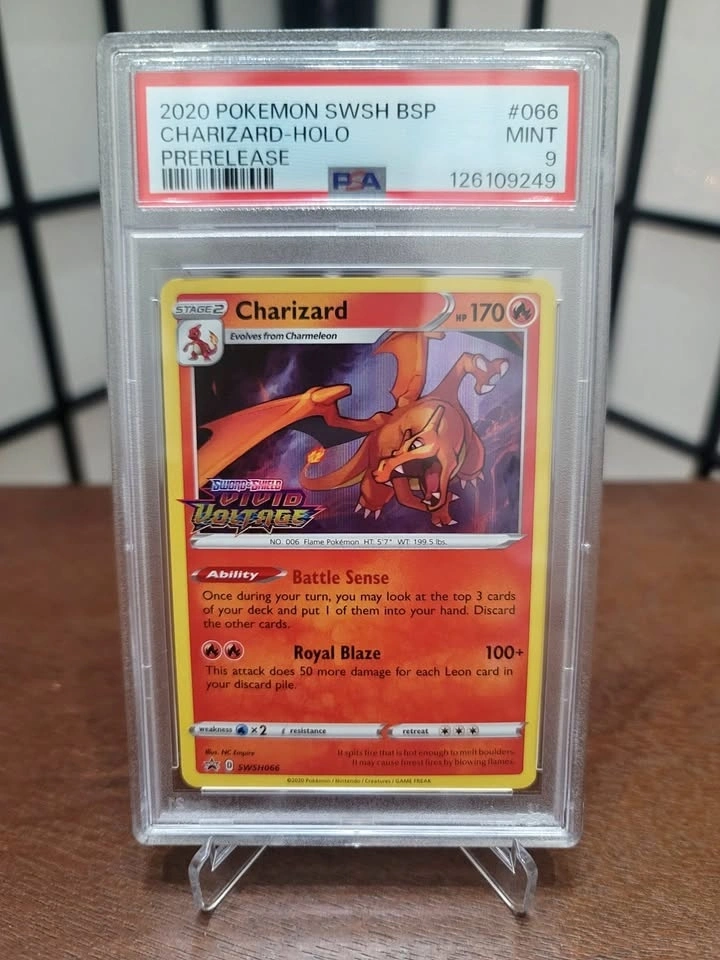 2020 POKEMON SWSH BSP #066
CHARIZARD-HOLO MINT
PRERELEASE 9
PSA 126109249
STAGE 2 Charizard HP 170
Evolves from Charmeleon
SWORD & SHIELD
VIVID
VOLTAGE
NO. 006 Flame Pokémon HT: 5'7" WT: 199.5 lbs.
Ability Battle Sense
Once during your turn, you may look at the top 3 cards
of your deck and put 1 of them into your hand. Discard
the other cards.
Royal Blaze 100+
This attack does 50 more damage for each Leon card in
your discard pile.
weakness ×2 resistance retreat
Illus. NC Empire
It spits fire that is hot enough to melt boulders.
It may cause forest fires by blowing flames.
D SWSH066
©2020 Pokémon / Nintendo / Creatures / GAME FREAK